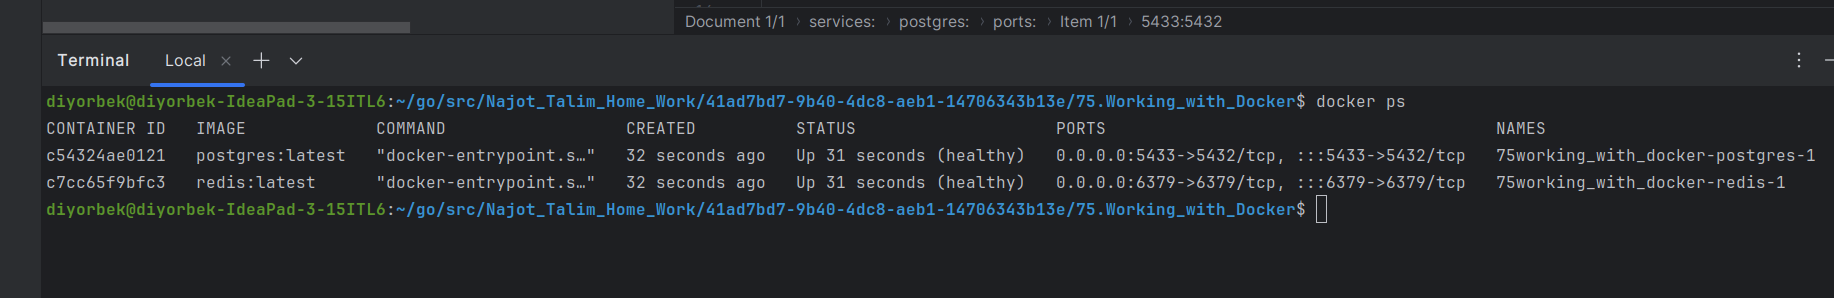 Document 1/1 › services: › postgres: › ports: › Item 1/1 › 5433:5432
Terminal Local × + ⌄
diyorbek@diyorbek-IdeaPad-3-15ITL6:~/go/src/Najot_Talim_Home_Work/41ad7bd7-9b40-4dc8-aeb1-14706343b13e/75.Working_with_Docker$ docker ps
CONTAINER ID IMAGE COMMAND CREATED STATUS PORTS NAMES
c54324ae0121 postgres:latest "docker-entrypoint.s…" 32 seconds ago Up 31 seconds (healthy) 0.0.0.0:5433->5432/tcp, :::5433->5432/tcp 75working_with_docker-postgres-1
c7cc65f9bfc3 redis:latest "docker-entrypoint.s…" 32 seconds ago Up 31 seconds (healthy) 0.0.0.0:6379->6379/tcp, :::6379->6379/tcp 75working_with_docker-redis-1
diyorbek@diyorbek-IdeaPad-3-15ITL6:~/go/src/Najot_Talim_Home_Work/41ad7bd7-9b40-4dc8-aeb1-14706343b13e/75.Working_with_Docker$